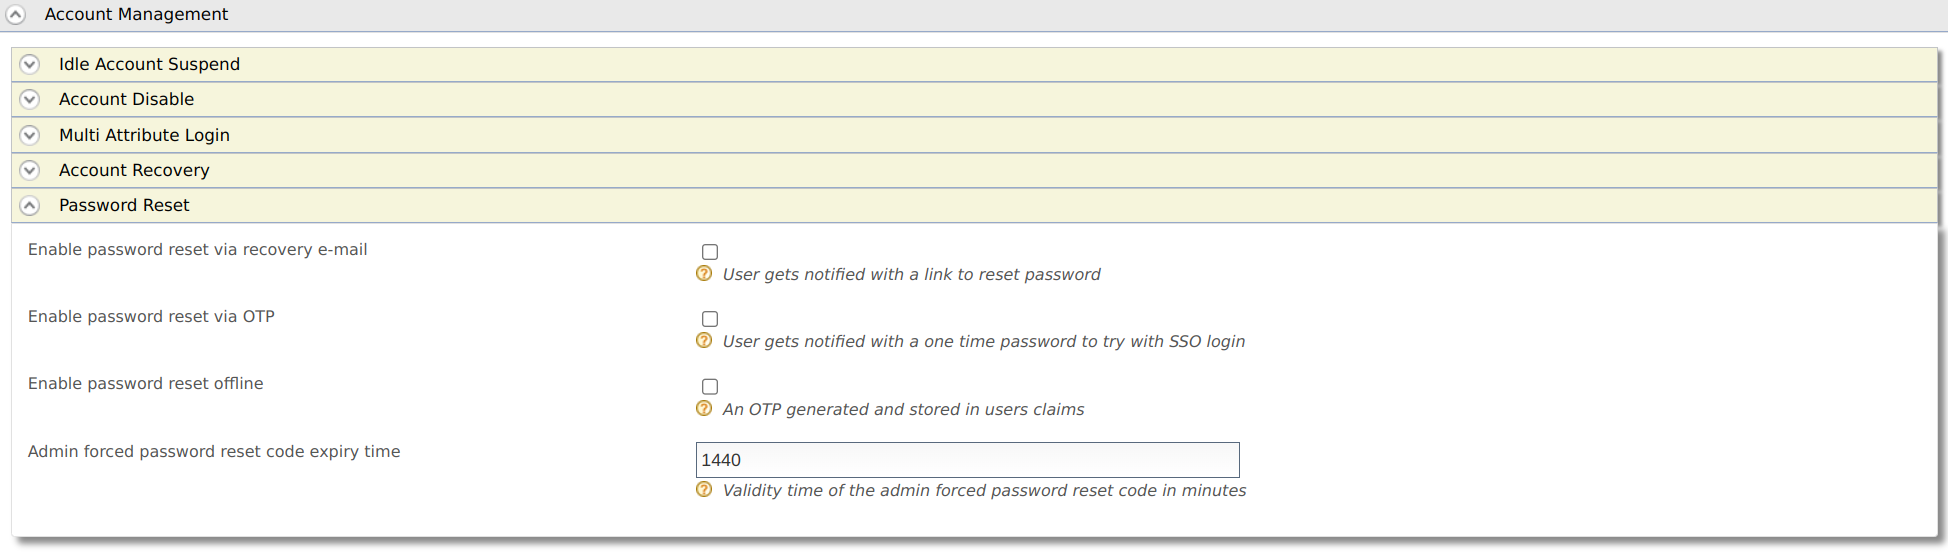 Account Management
Idle Account Suspend
Account Disable
Multi Attribute Login
Account Recovery
Password Reset
Enable password reset via recovery e-mail
User gets notified with a link to reset password
Enable password reset via OTP
User gets notified with a one time password to try with SSO login
Enable password reset offline
An OTP generated and stored in users claims
Admin forced password reset code expiry time
1440
Validity time of the admin forced password reset code in minutes